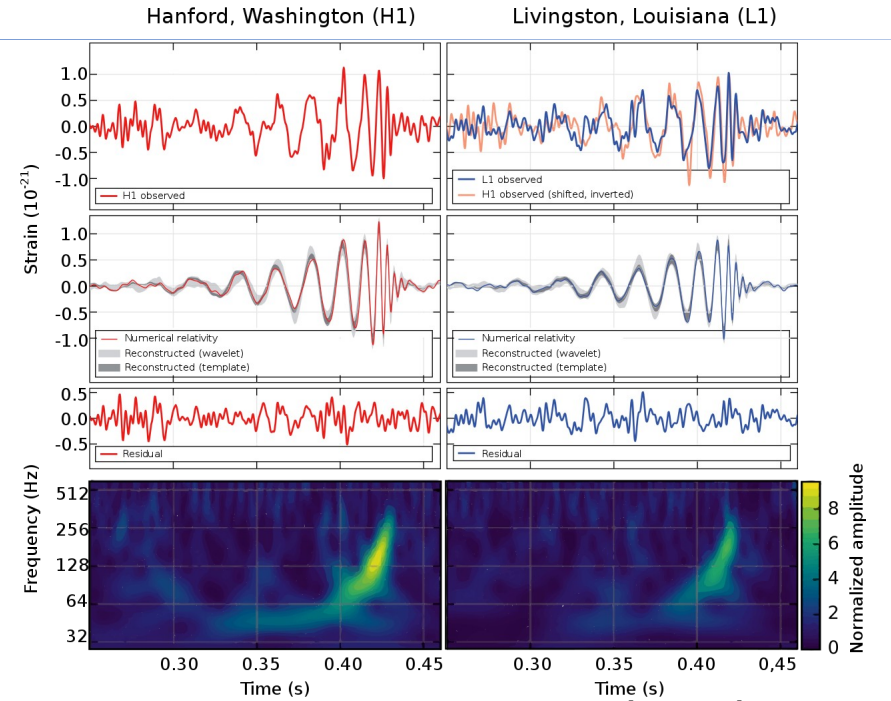 Hanford, Washington (H1)
Livingston, Louisiana (L1)
Strain (10-21)
1.0
0.5
0.0
-0.5
-1.0
H1 observed
L1 observed
H1 observed (shifted, inverted)
1.0
0.5
0.0
-0.5
-1.0
Numerical relativity
Reconstructed (wavelet)
Reconstructed (template)
Numerical relativity
Reconstructed (wavelet)
Reconstructed (template)
0.5
0.0
-0.5
Residual
Residual
Frequency (Hz)
512
256
128
64
32
0.30 0.35 0.40 0.45
Time (s)
0.30 0.35 0.40 0,45
Time (s)
8
6
4
2
0
Normalized amplitude